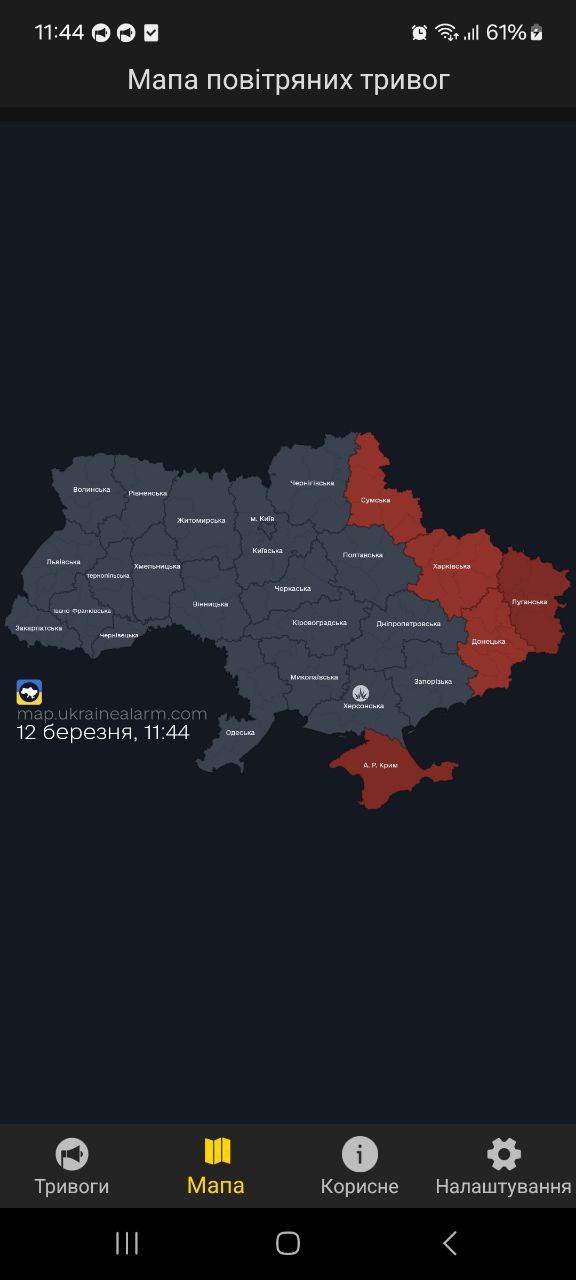 11:44
61%
Мапа повітряних тривог
Чернігівська
Волинська
Рівненська
Сумська
Житомирська
м. Київ
Київська
Полтавська
Львівська
Хмельницька
Харківська
Тернопільська
Черкаська
Луганська
Вінницька
Івано-Франківська
Кіровоградська
Дніпропетровська
Закарпатська
Чернівецька
Донецька
Миколаївська
Запорізька
Херсонська
map.ukrainealarm.com
12 березня, 11:44
Одеська
А. Р. Крим
Тривоги
Мапа
Корисне
Налаштування